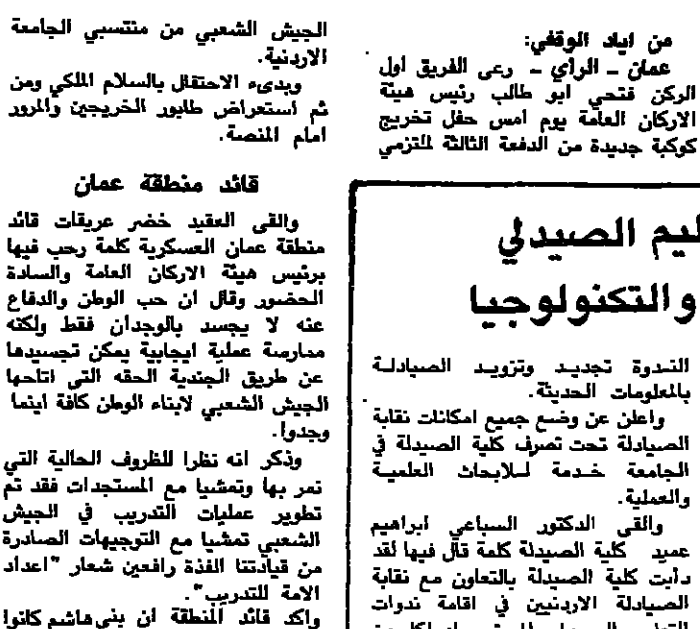 من اياد الوقفي:
عمان ـ الراي ـ رعى الفريق اول
الركن فتحي ابو طالب رئيس هيئة
الاركان العامة يوم امس حفل تخريج
كوكبة جديدة من الدفعة الثالثة لملتزمي
الجيش الشعبي من منتسبي الجامعة
الاردنية.
وبدىء الاحتفال بالسلام الملكي ومن
ثم استعراض طابور الخريجين والمرور
امام المنصة.
قائد منطقة عمان
والقى العقيد خضر عريقات قائد
منطقة عمان العسكرية كلمة رحب فيها
برئيس هيئة الاركان العامة والسادة
الحضور وقال ان حب الوطن والدفاع
عنه لا يجسد بالوجدان فقط ولكنه
ممارسة عملية ايجابية يمكن تجسيدها
عن طريق الجندية الحقه التي اتاحها
الجيش الشعبي لابناء الوطن كافة اينما
وجدوا.
وذكر انه نظرا للظروف الحالية التي
نمر بها وتمشيا مع المستجدات فقد تم
تطوير عمليات التدريب في الجيش
الشعبي تمشيا مع التوجيهات الصادرة
من قيادتنا الفذة رافعين شعار "اعداد
الامة للتدريب".
واكد قائد المنطقة ان بني هاشم كانوا
ليم الصيدلي
والتكنولوجيا
الندوة تجديد وتزويد الصيادلة
بالمعلومات الحديثة.
واعلن عن وضع جميع امكانات نقابة
الصيادلة تحت تصرف كلية الصيدلة في
الجامعة خدمة للابحاث العلمية
والعملية.
والقى الدكتور السباعي ابراهيم
عميد كلية الصيدلة كلمة قال فيها لقد
دأبت كلية الصيدلة بالتعاون مع نقابة
الصيادلة الاردنيين في اقامة ندوات